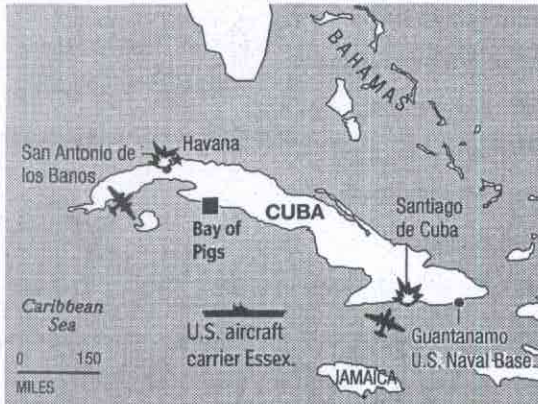 BAHAMAS
San Antonio de
los Banos
Havana
CUBA
Santiago
de Cuba
Bay of
Pigs
Caribbean
Sea
U.S. aircraft
carrier Essex.
Guantanamo
U.S. Naval Base
0 150
MILES
JAMAICA